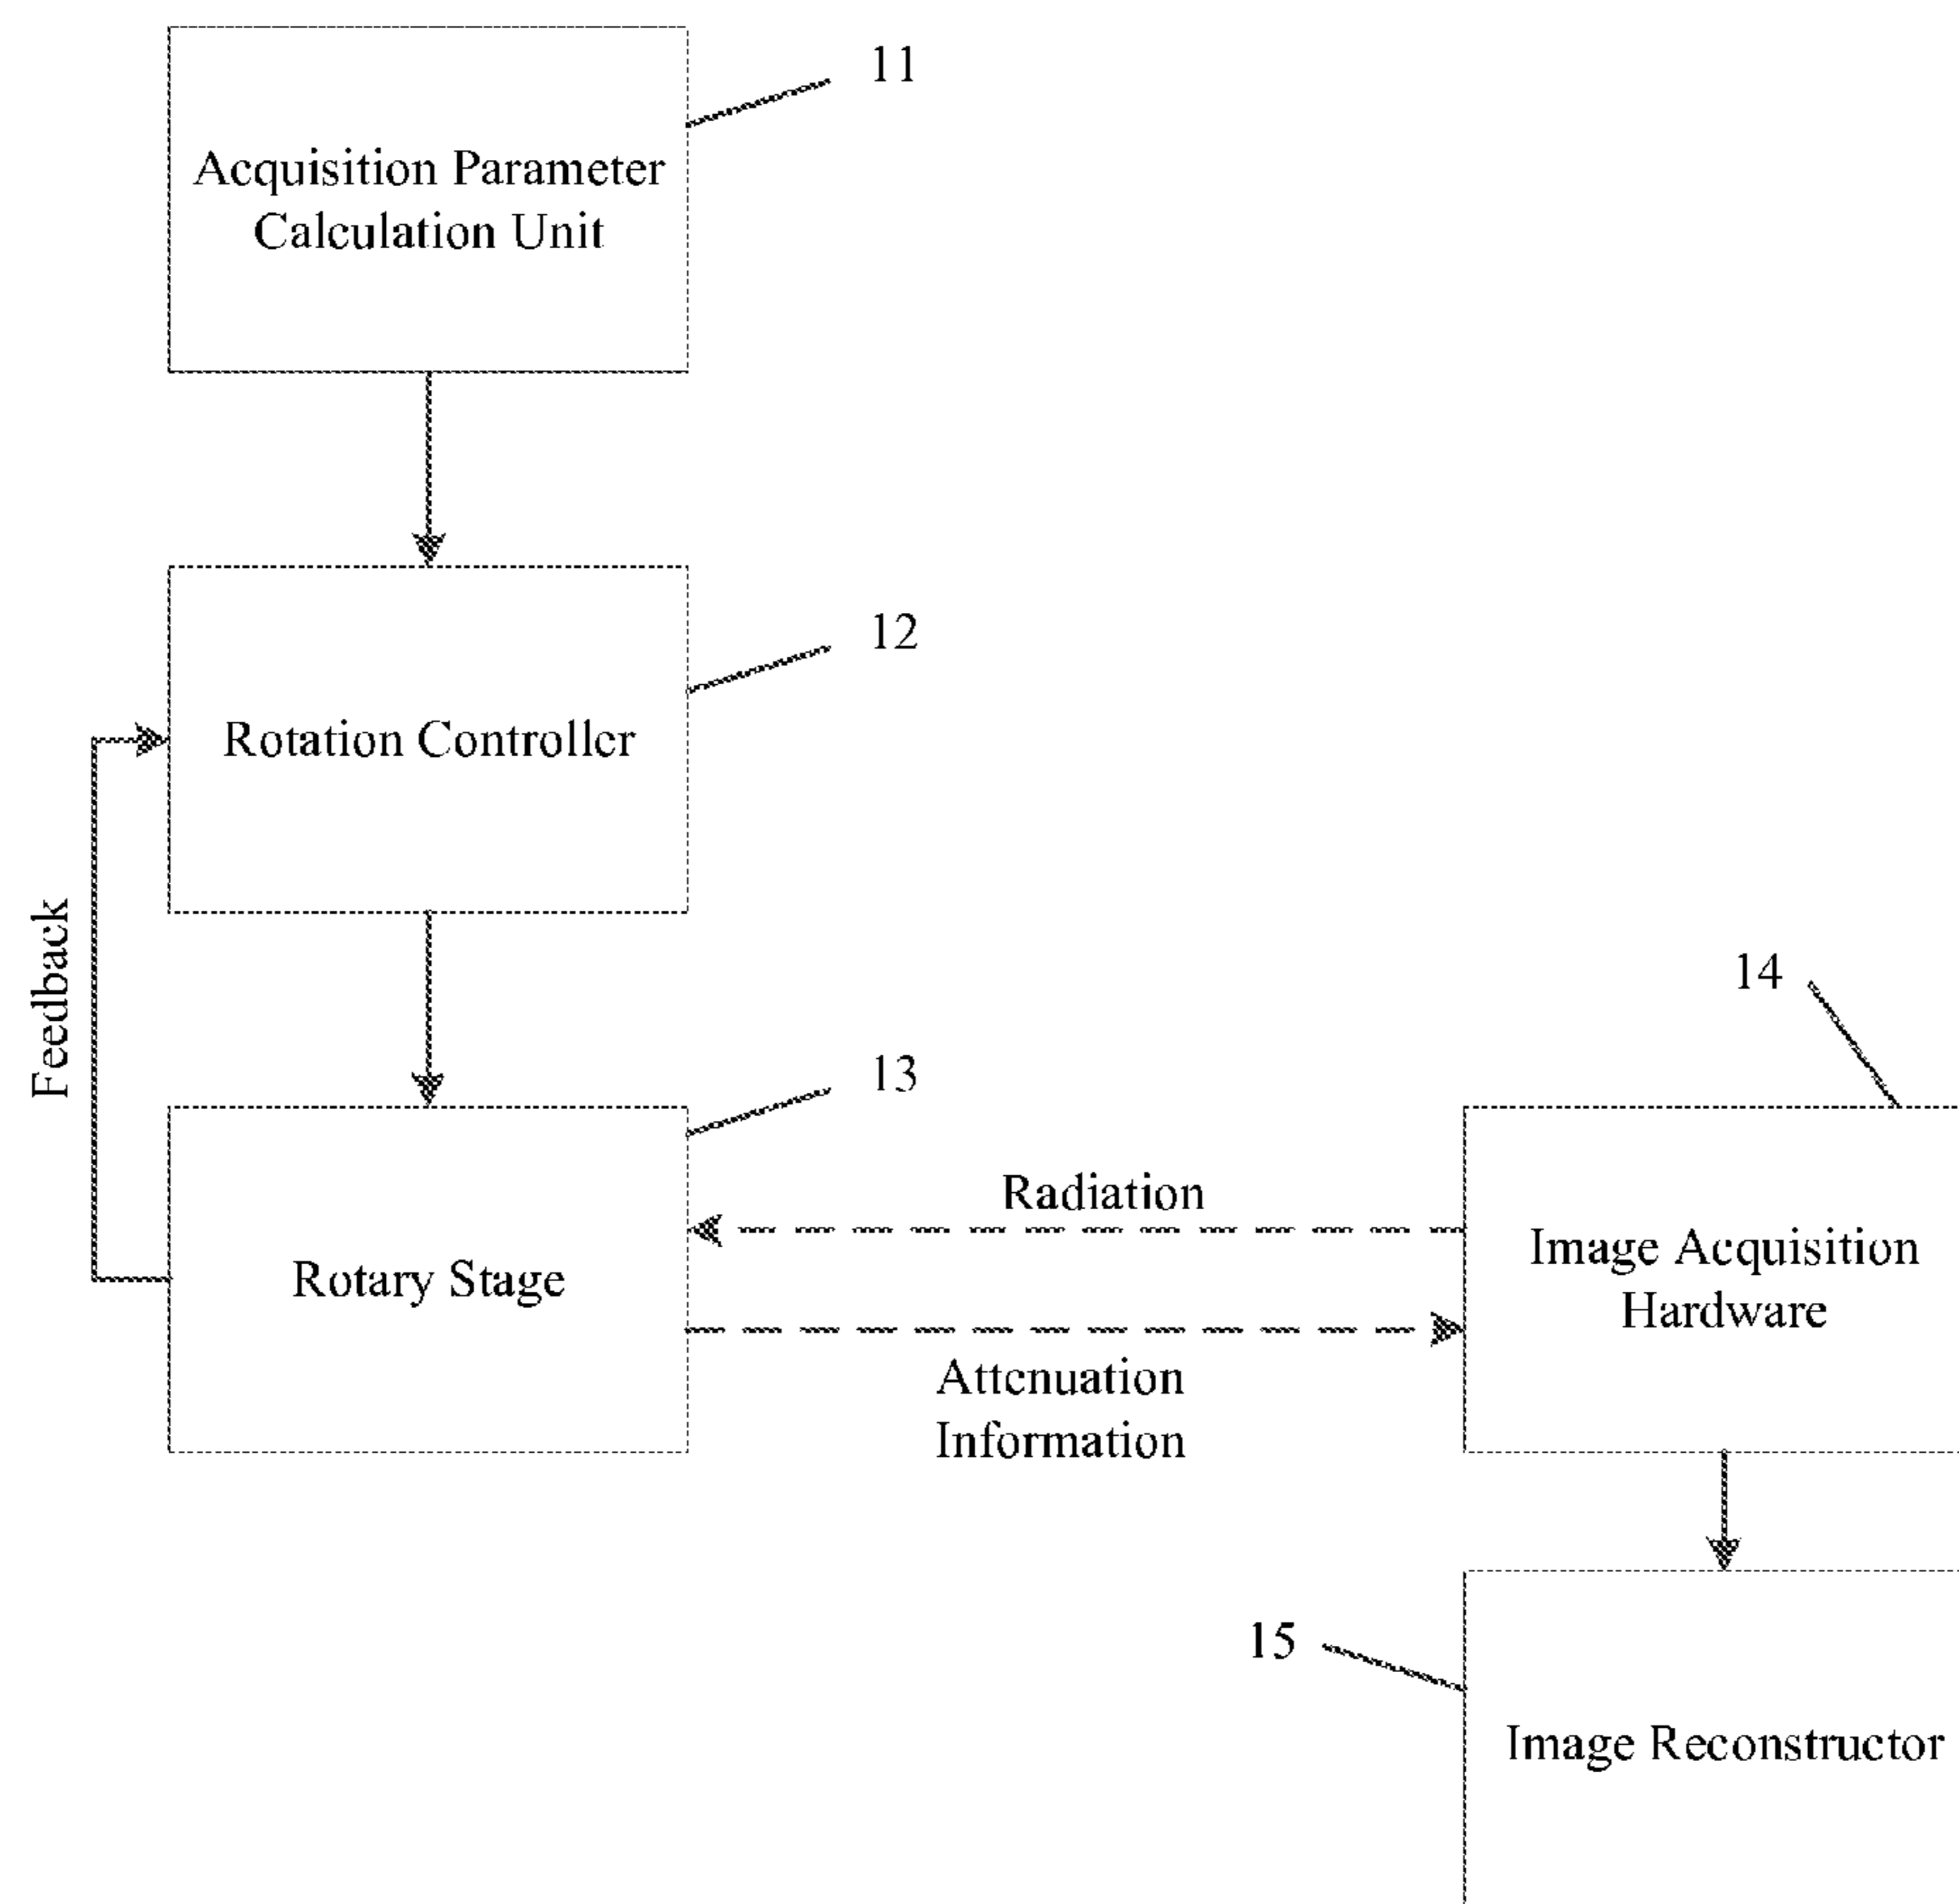 11
Acquisition Parameter
Calculation Unit
12
Rotation Controller
Feedback
13
14
Radiation
Rotary Stage
Image Acquisition
Hardware
Attenuation
Information
15
Image Reconstructor